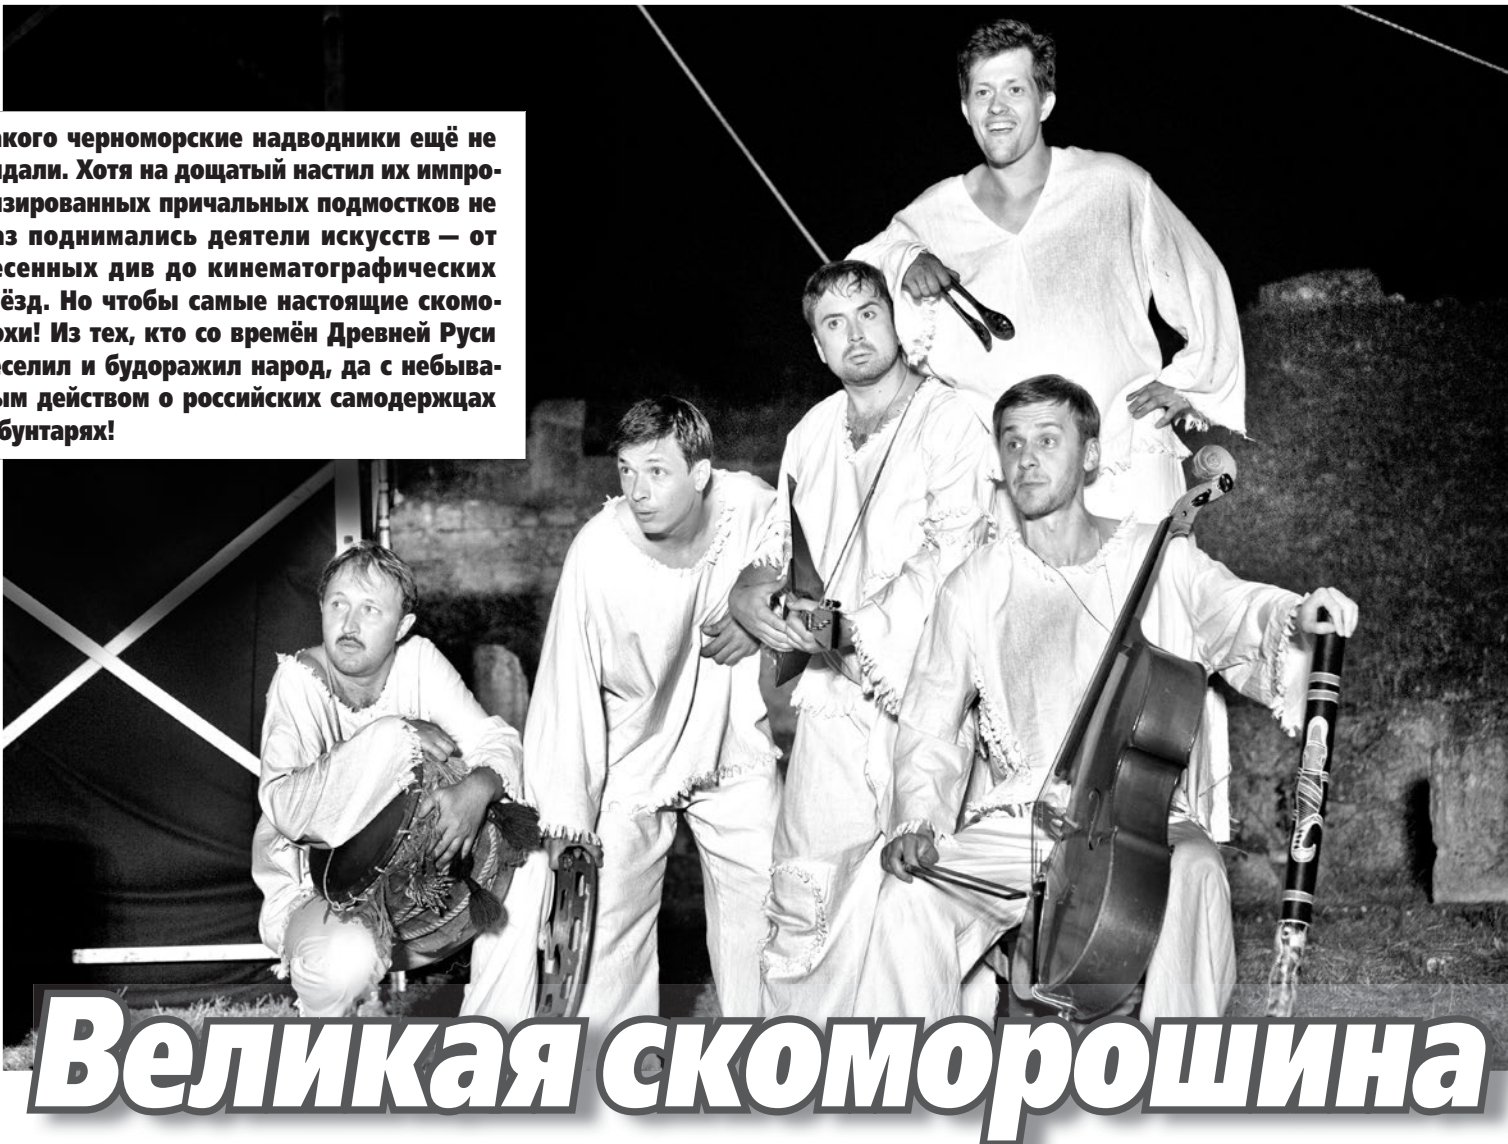 акого черноморские надводники ещё не
идали. Хотя на дощатый настил их импро-
изированных причальных подмостков не
аз поднимались деятели искусств — от
есенных див до кинематографических
ёзд. Но чтобы самые настоящие скомо-
охи! Из тех, кто со времён Древней Руси
еселил и будоражил народ, да с небыва-
ым действом о российских самодержцах
бунтарях!
Великая скоморошина